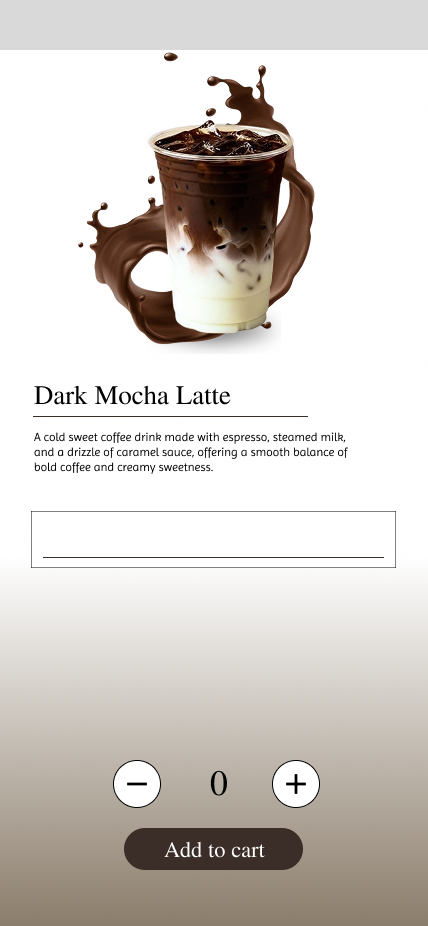 Dark Mocha Latte
A cold sweet coffee drink made with espresso, steamed milk,
and a drizzle of caramel sauce, offering a smooth balance of
bold coffee and creamy sweetness.
0
Add to cart